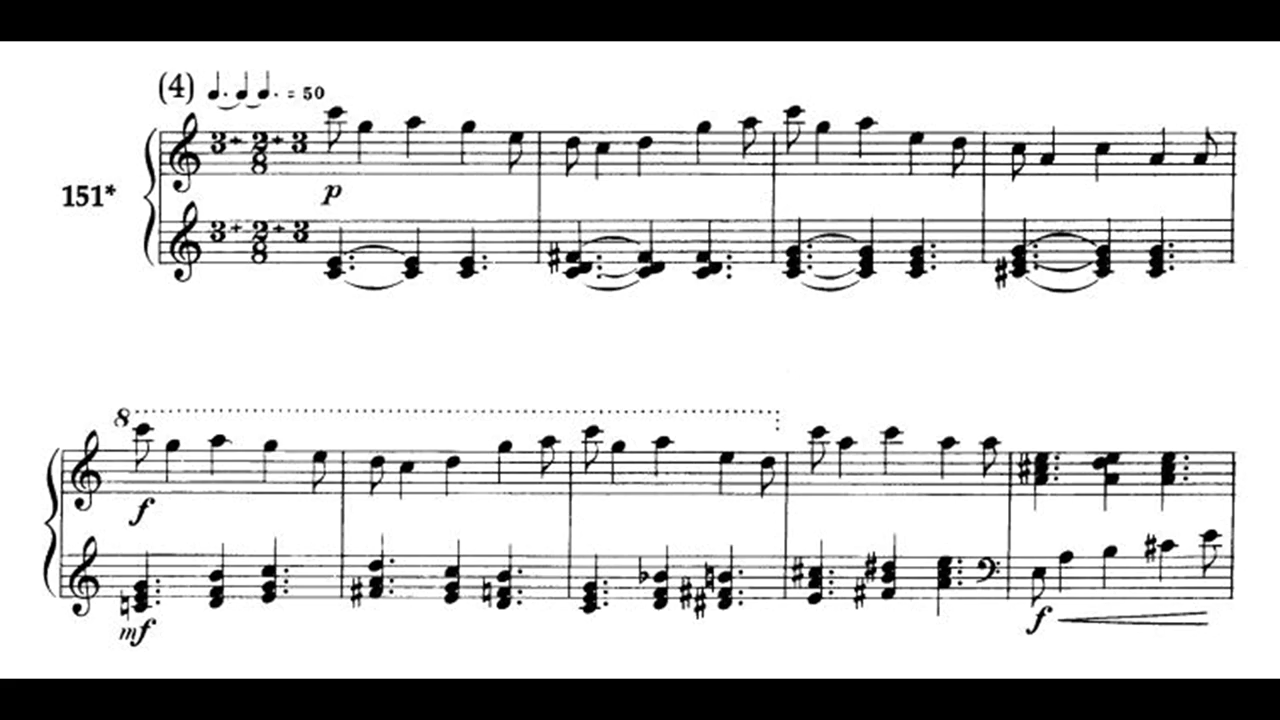 (4) ♩.‿♩‿♩. = 50
3+2+3
8
151*
p
3+2+3
8
8
f
mf
f